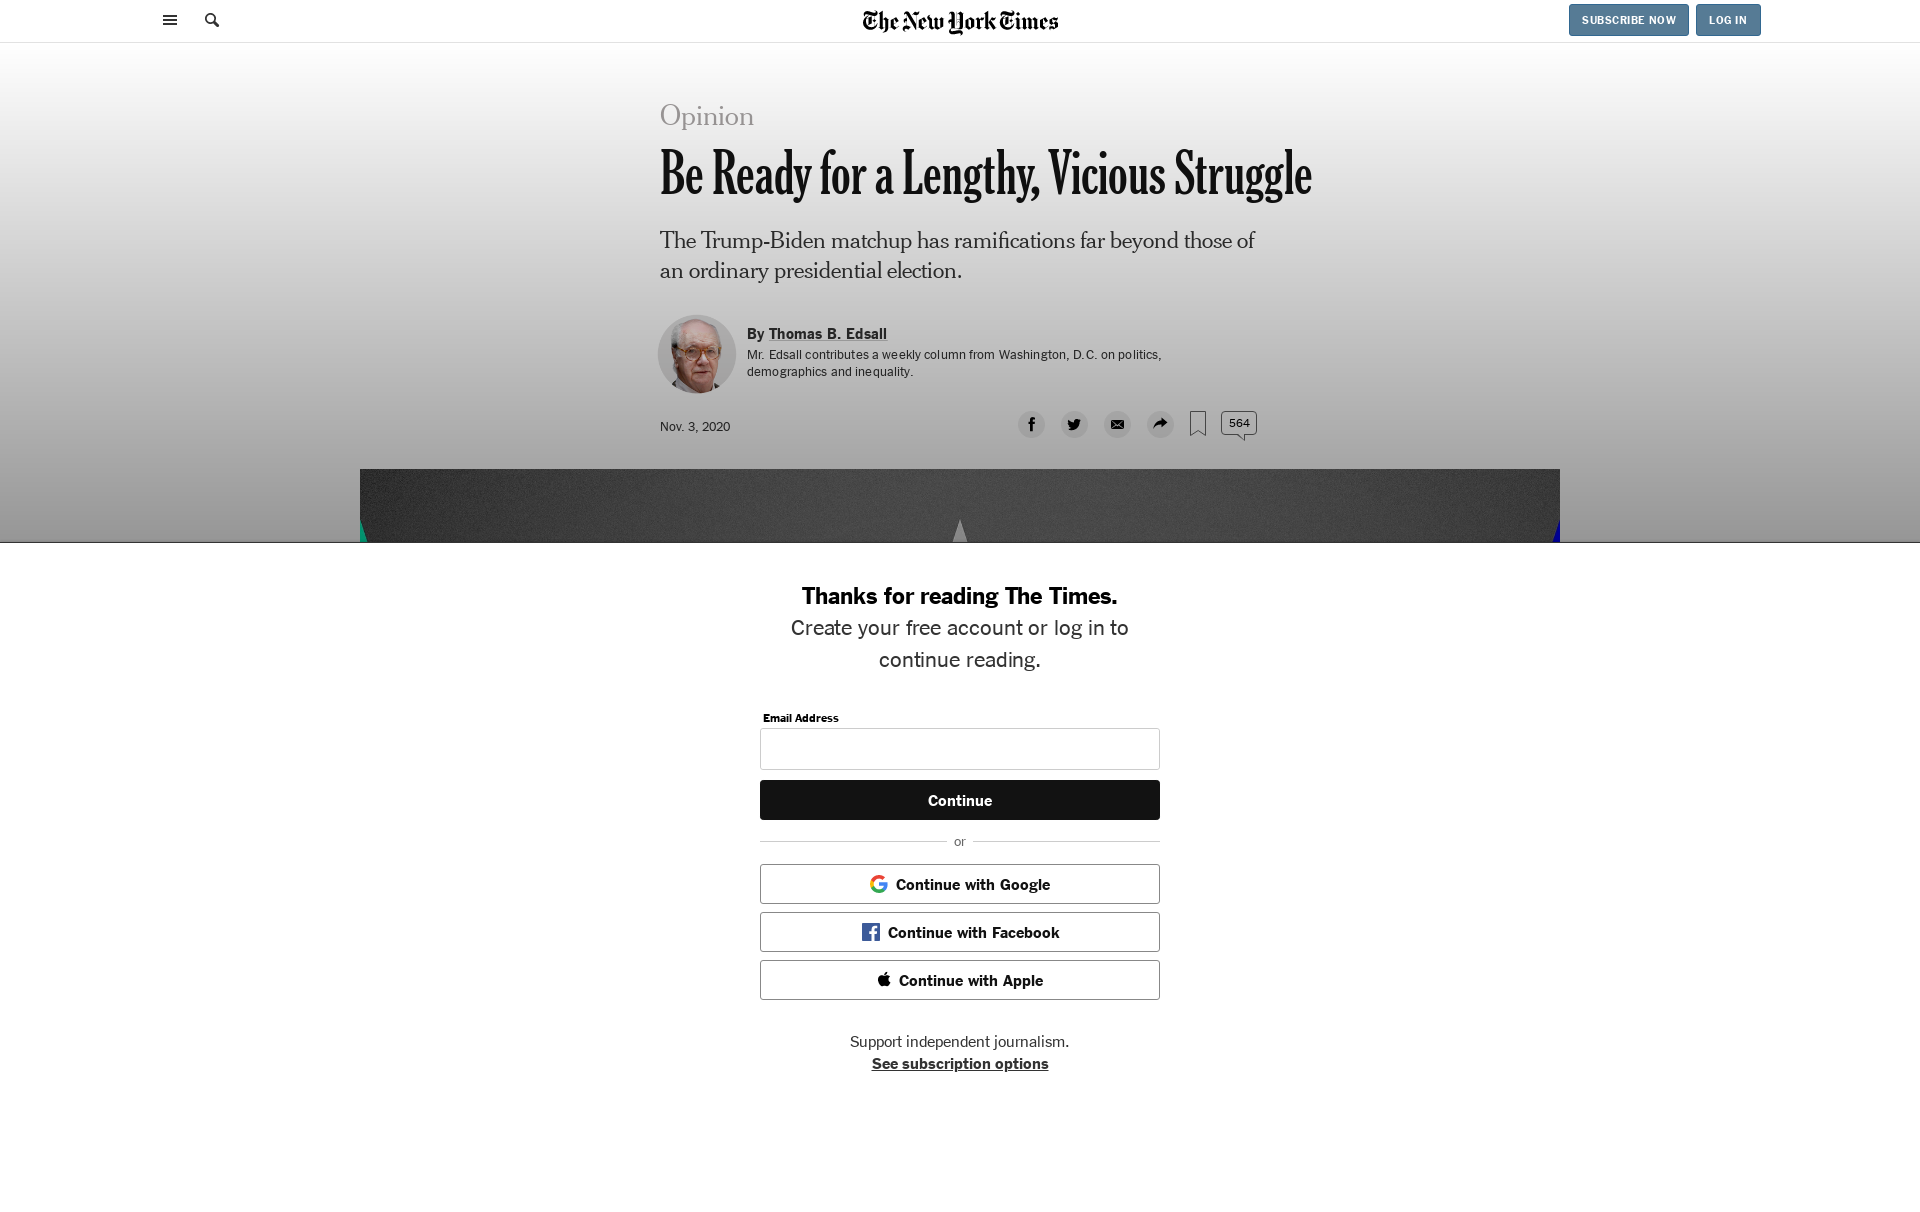 The New York Times
SUBSCRIBE NOW
LOG IN
Opinion
Be Ready for a Lengthy, Vicious Struggle
The Trump-Biden matchup has ramifications far beyond those of
an ordinary presidential election.
By Thomas B. Edsall
Mr. Edsall contributes a weekly column from Washington, D.C. on politics,
demographics and inequality.
Nov. 3, 2020
564
Thanks for reading The Times.
Create your free account or log in to
continue reading.
Email Address
Continue
or
Continue with Google
Continue with Facebook
Continue with Apple
Support independent journalism.
See subscription options